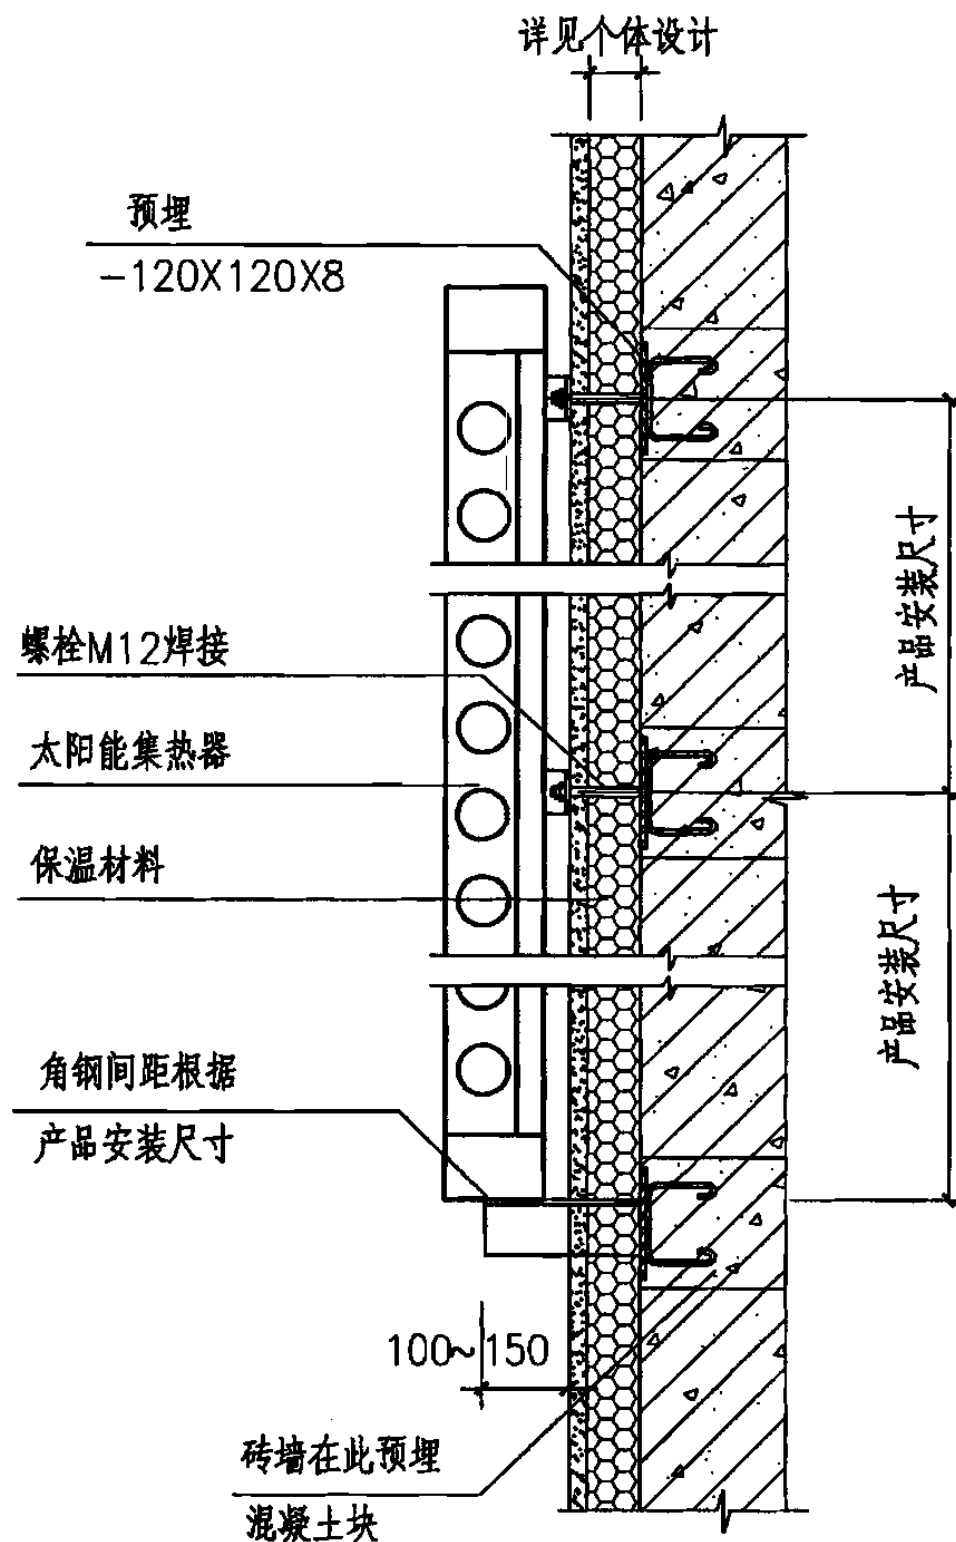 详见个体设计
预埋
-120X120X8
产品安装尺寸
螺栓M12焊接
太阳能集热器
保温材料
产品安装尺寸
角钢间距根据
产品安装尺寸
100~150
砖墙在此预埋
混凝土块